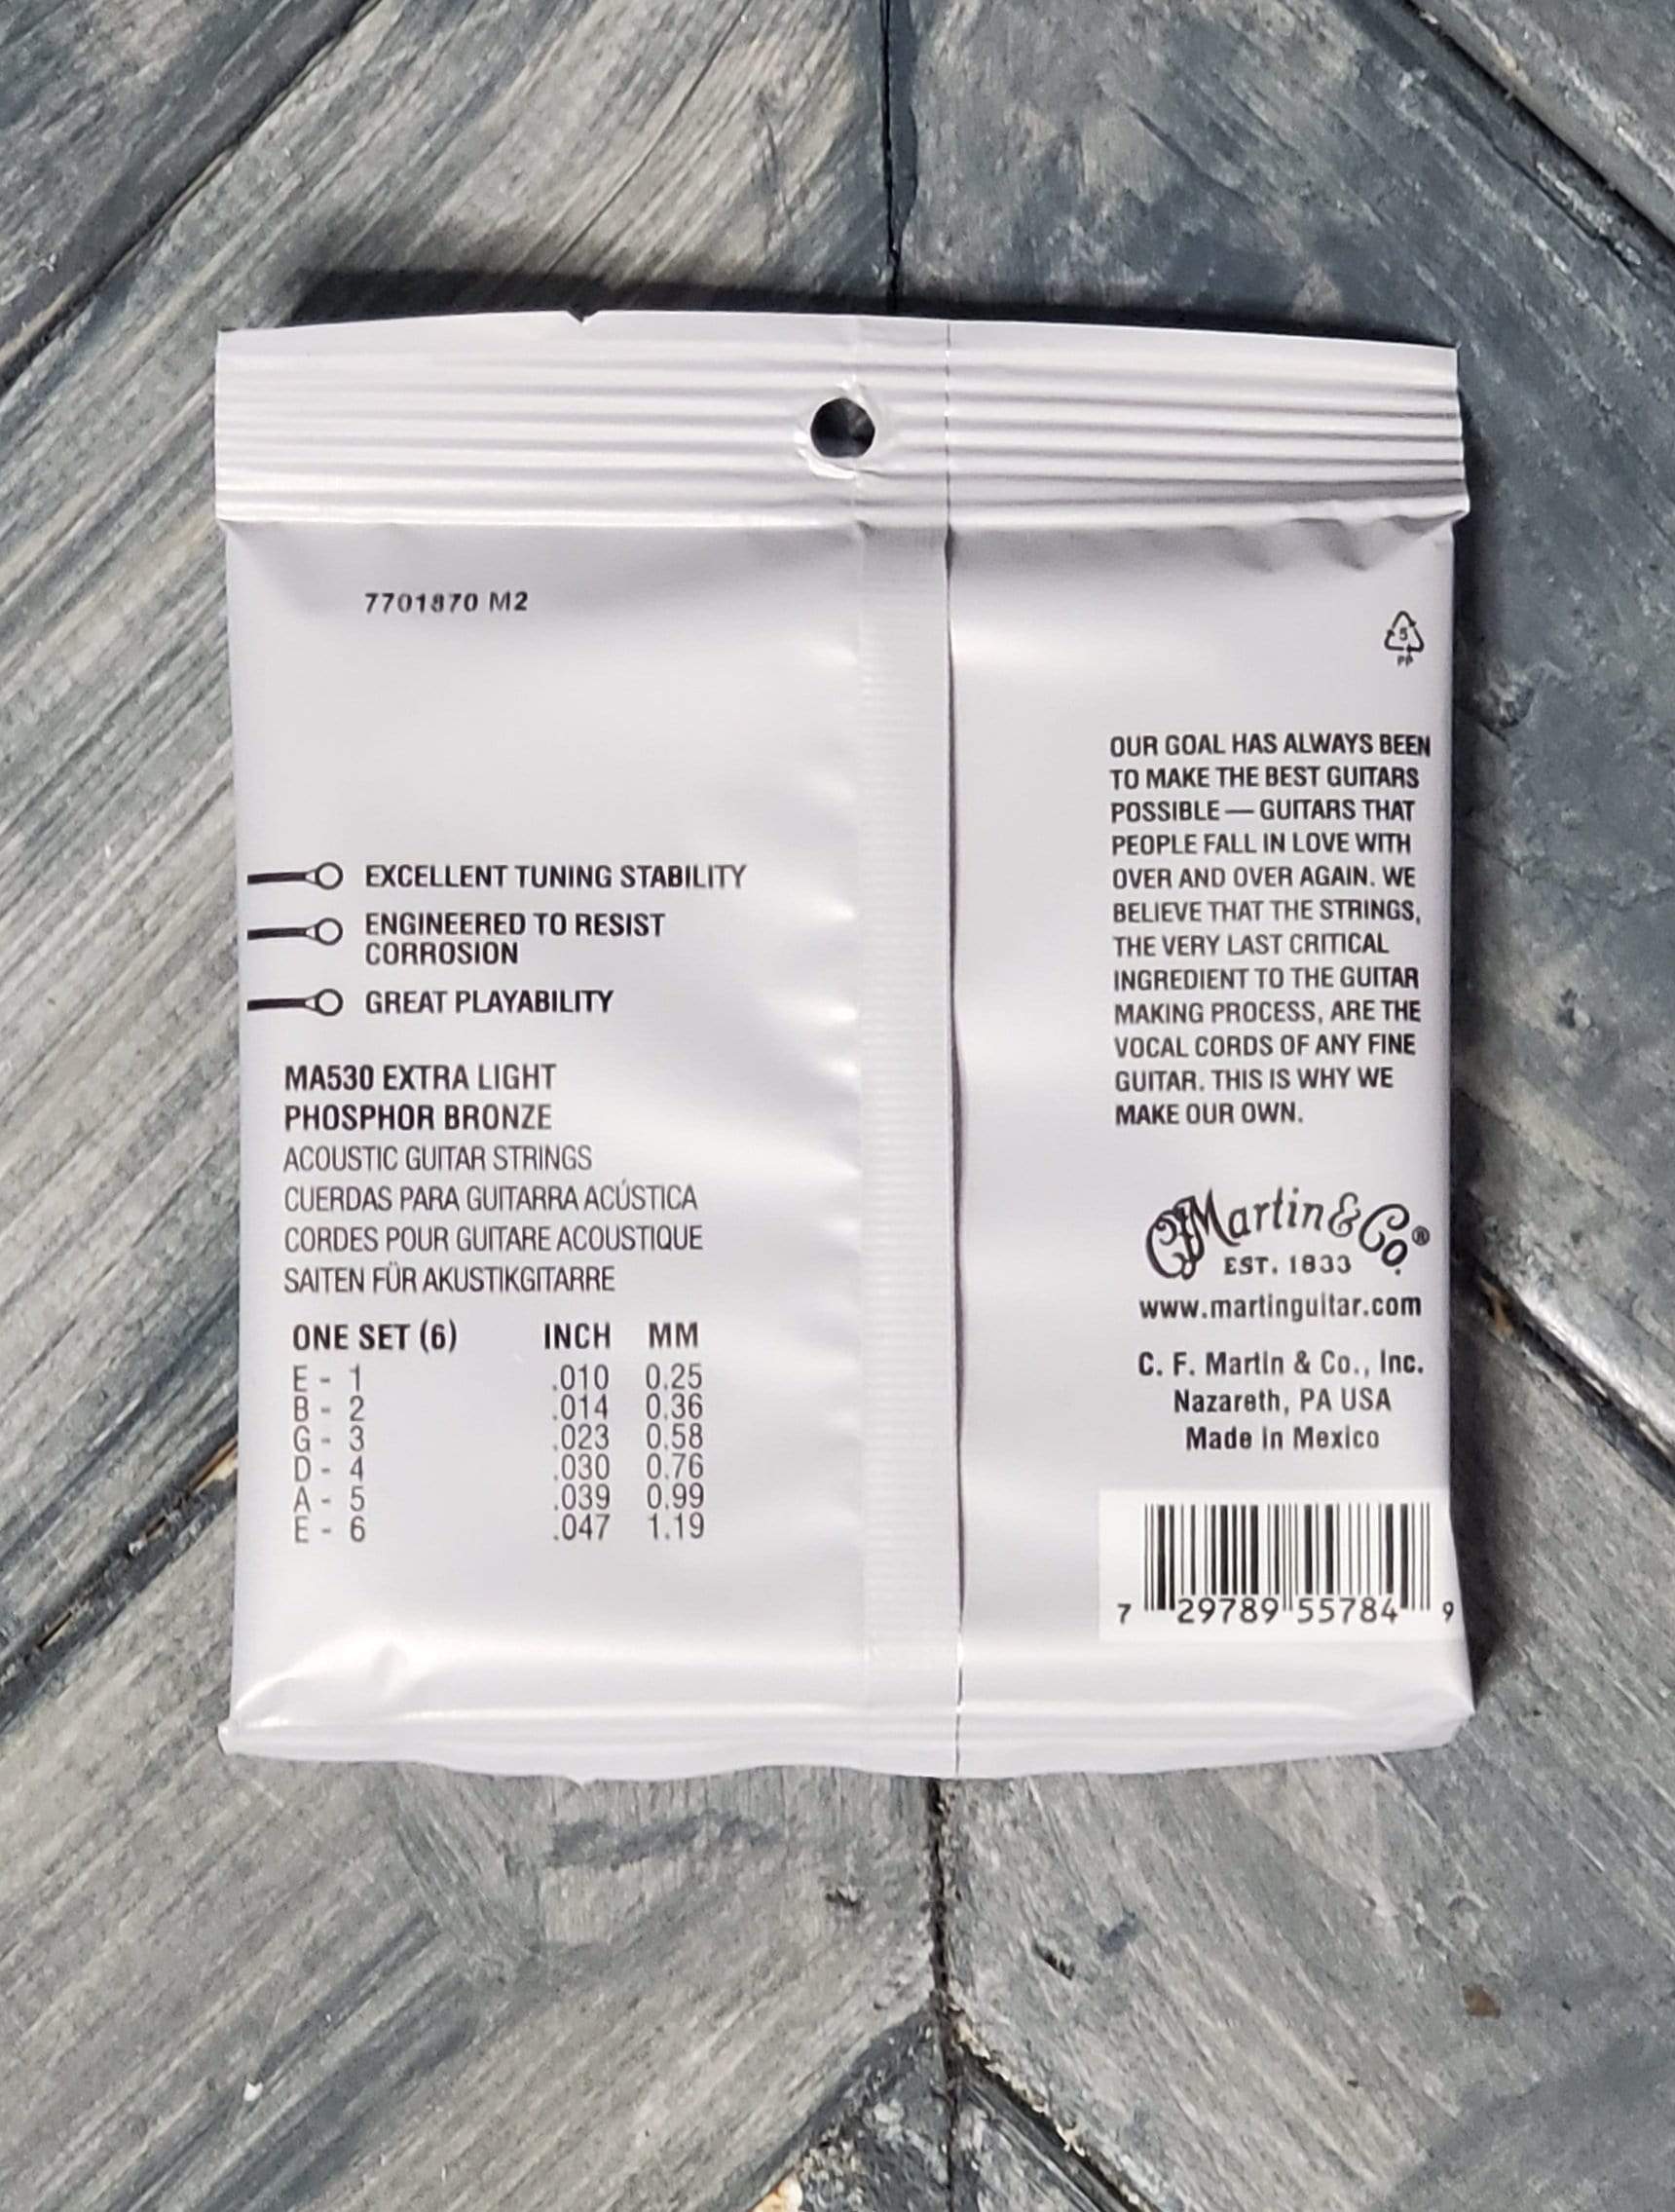 7701870 M2
EXCELLENT TUNING STABILITY
ENGINEERED TO RESIST
CORROSION
GREAT PLAYABILITY
MA530 EXTRA LIGHT
PHOSPHOR BRONZE
ACOUSTIC GUITAR STRINGS
CUERDAS PARA GUITARRA ACÚSTICA
CORDES POUR GUITARE ACOUSTIQUE
SAITEN FÜR AKUSTIKGITARRE
ONE SET (6) INCH MM
E - 1 .010 0.25
B - 2 .014 0.36
G - 3 .023 0.58
D - 4 .030 0.76
A - 5 .039 0.99
E - 6 .047 1.19
5
PP
OUR GOAL HAS ALWAYS BEEN
TO MAKE THE BEST GUITARS
POSSIBLE — GUITARS THAT
PEOPLE FALL IN LOVE WITH
OVER AND OVER AGAIN. WE
BELIEVE THAT THE STRINGS,
THE VERY LAST CRITICAL
INGREDIENT TO THE GUITAR
MAKING PROCESS, ARE THE
VOCAL CORDS OF ANY FINE
GUITAR. THIS IS WHY WE
MAKE OUR OWN.
CF Martin & Co.®
EST. 1833
www.martinguitar.com
C. F. Martin & Co., Inc.
Nazareth, PA USA
Made in Mexico
7 29789 55784 9